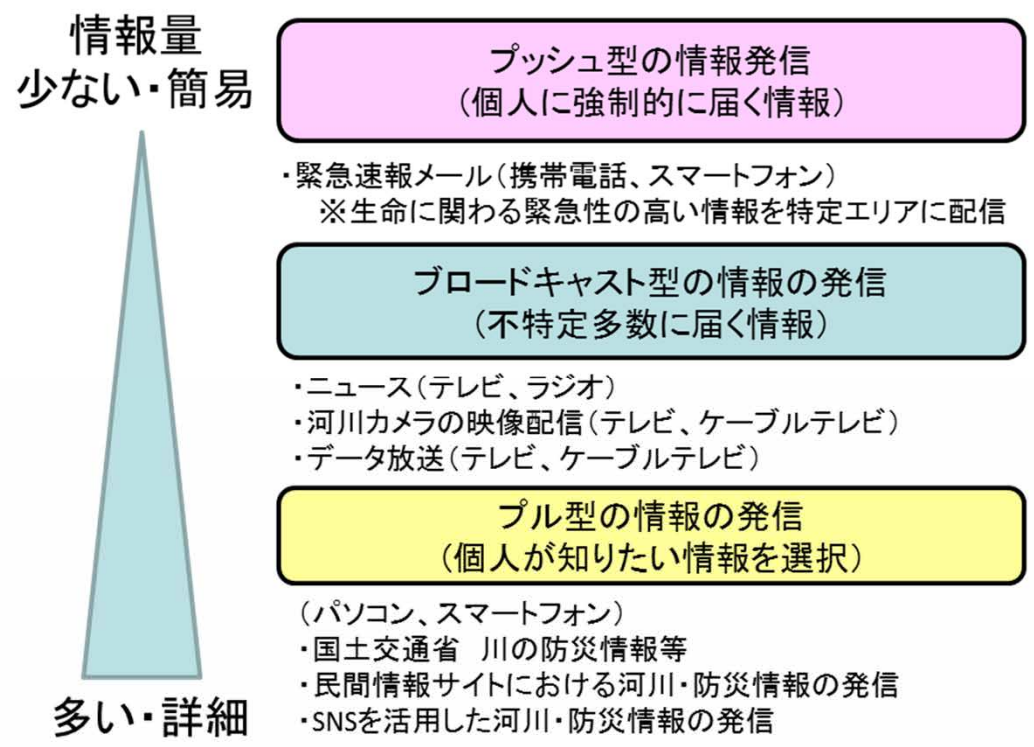 情報量
少ない・簡易
プッシュ型の情報発信
(個人に強制的に届く情報)
・緊急速報メール(携帯電話、スマートフォン)
※生命に関わる緊急性の高い情報を特定エリアに配信
ブロードキャスト型の情報の発信
(不特定多数に届く情報)
・ニュース(テレビ、ラジオ)
・河川カメラの映像配信(テレビ、ケーブルテレビ)
・データ放送(テレビ、ケーブルテレビ)
プル型の情報の発信
(個人が知りたい情報を選択)
(パソコン、スマートフォン)
・国土交通省　川の防災情報等
・民間情報サイトにおける河川・防災情報の発信
・SNSを活用した河川・防災情報の発信
多い・詳細